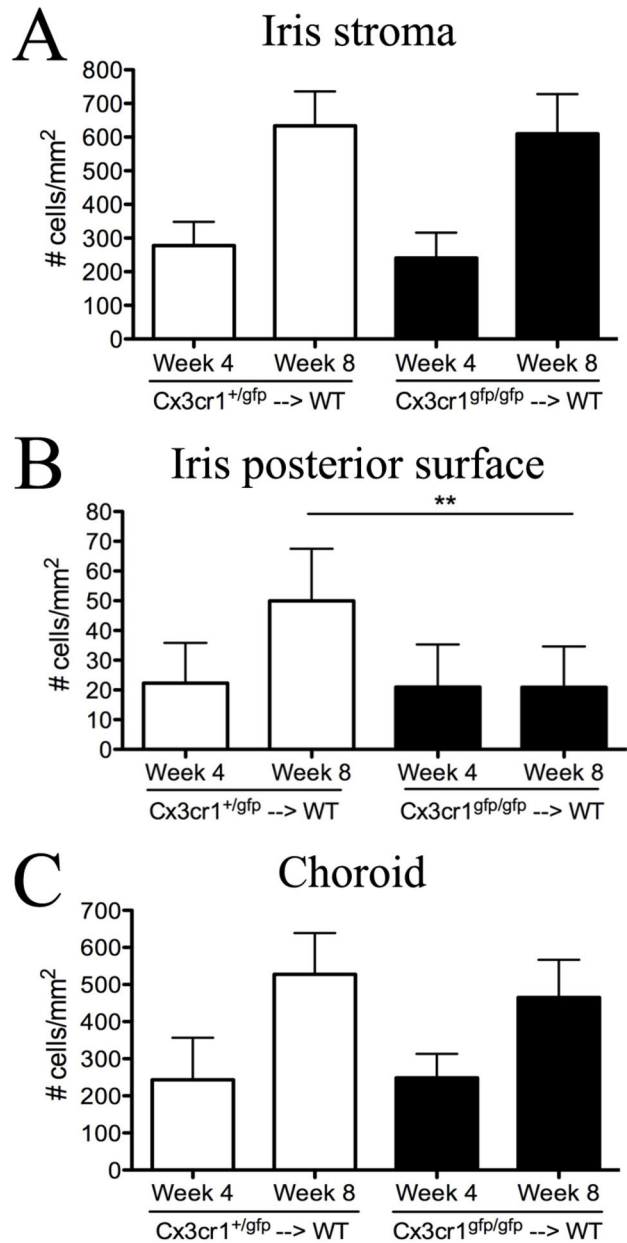 A
Iris stroma
# cells/mm²
800
700
600
500
400
300
200
100
0
Week 4 Week 8 Week 4 Week 8
Cx3cr1+/gfp --> WT Cx3cr1gfp/gfp --> WT
B
Iris posterior surface
# cells/mm²
**
80
70
60
50
40
30
20
10
0
Week 4 Week 8 Week 4 Week 8
Cx3cr1+/gfp --> WT Cx3cr1gfp/gfp --> WT
C
Choroid
# cells/mm²
700
600
500
400
300
200
100
0
Week 4 Week 8 Week 4 Week 8
Cx3cr1+/gfp --> WT Cx3cr1gfp/gfp --> WT